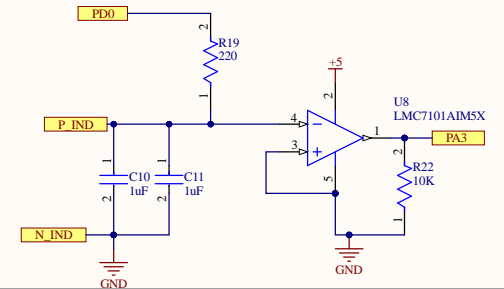 PD0
2
R19
220
1
+5
2
U8
LMC7101AIM5X
P_IND
4
1
PA3
3
2
1
C10
1uF
2
1
C11
1uF
2
5
R22
10K
1
N_IND
GND
GND